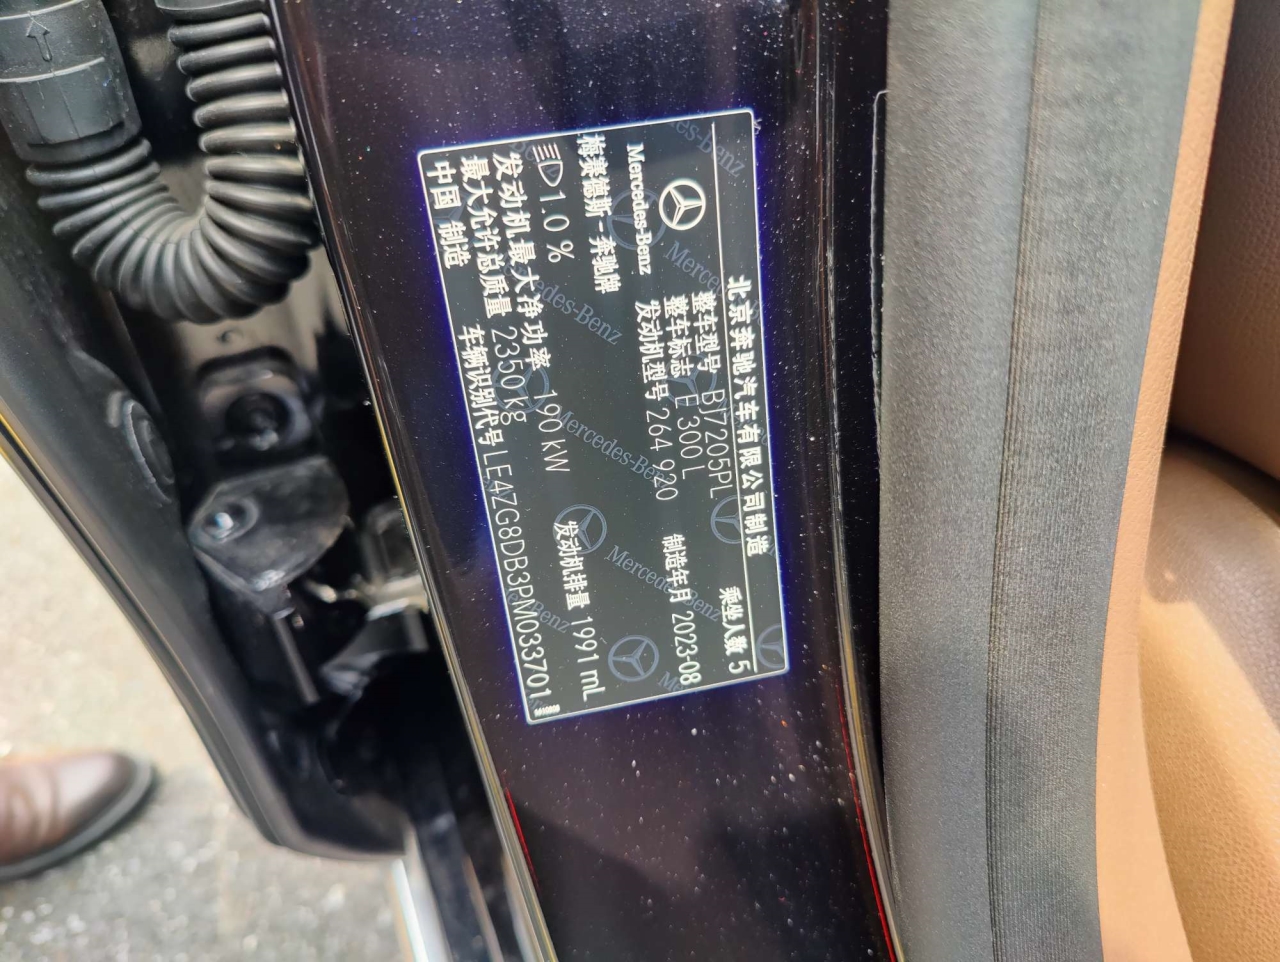 北京奔驰汽车有限公司制造
乘坐人数 5
整车型号 BJ7205PL
整车标志 E 300 L
制造年月 2023-08
发动机型号 264 920
Mercedes-Benz
梅赛德斯-奔驰牌
发动机排量 1991 mL
1.0 %
发动机最大净功率 190 kW
最大允许总质量 2350 kg
中国 制造
车辆识别代号 LE4ZG8DB3PM033701